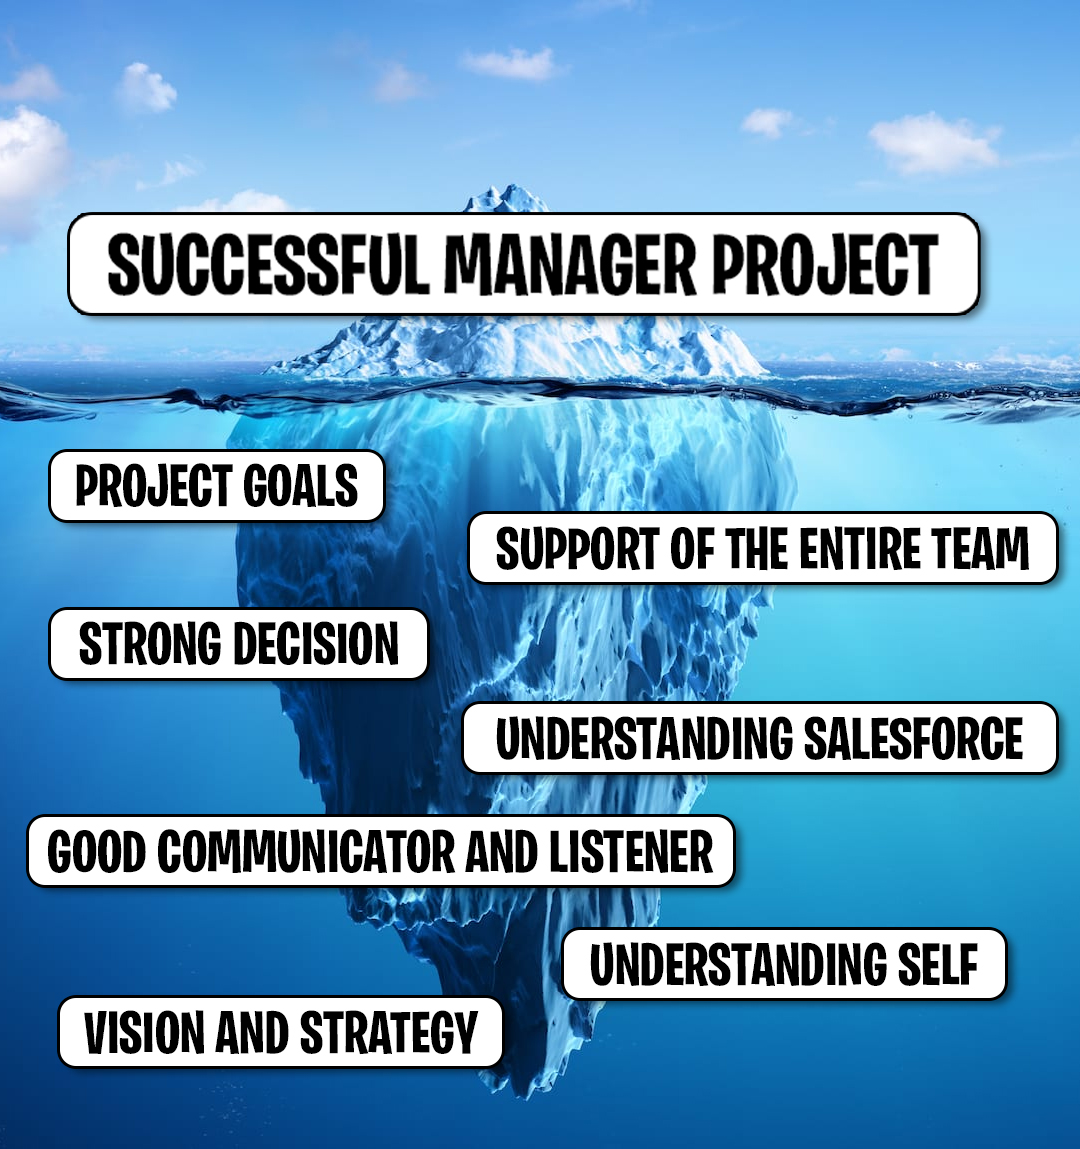 SUCCESSFUL MANAGER PROJECT
PROJECT GOALS
SUPPORT OF THE ENTIRE TEAM
STRONG DECISION
UNDERSTANDING SALESFORCE
GOOD COMMUNICATOR AND LISTENER
UNDERSTANDING SELF
VISION AND STRATEGY